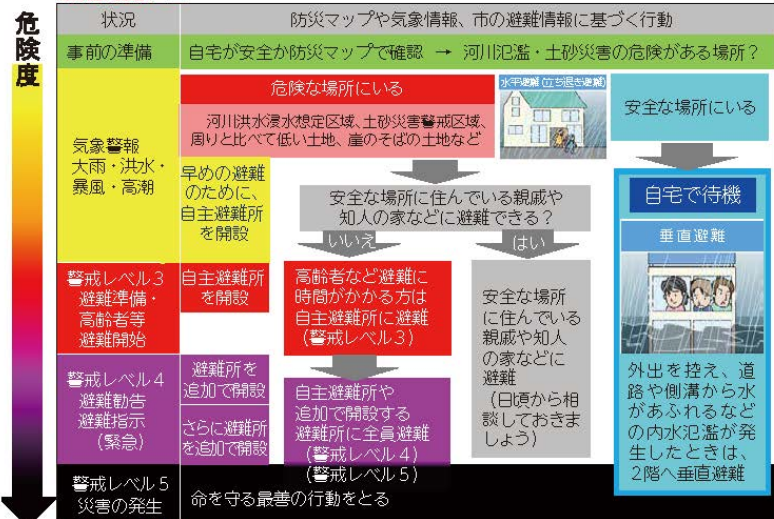 危険度
状況
防災マップや気象情報、市の避難情報に基づく行動
事前の準備
自宅が安全か防災マップで確認 → 河川氾濫・土砂災害の危険がある場所？
気象警報
大雨・洪水・
暴風・高潮
危険な場所にいる
河川洪水浸水想定区域、土砂災害警戒区域、
周りと比べて低い土地、崖のそばの土地など
水平避難(立ち退き避難)
安全な場所にいる
早めの避難
のために、
自主避難所
を開設
安全な場所に住んでいる親戚や
知人の家などに避難できる？
いいえ
はい
自宅で待機
垂直避難
外出を控え、道
路や側溝から水
があふれるなど
の内水氾濫が発
生したときは、
2階へ垂直避難
警戒レベル3
避難準備・
高齢者等
避難開始
自主避難所
を開設
高齢者など避難に
時間がかかる方は
自主避難所に避難
(警戒レベル3)
安全な場所
に住んでいる
親戚や知人
の家などに
避難
(日頃から相
談しておきま
しょう)
警戒レベル4
避難勧告
避難指示
(緊急)
避難所を
追加で開設
さらに避難所
を追加で開設
自主避難所や
追加で開設する
避難所に全員避難
(警戒レベル4)
(警戒レベル5)
警戒レベル5
災害の発生
命を守る最善の行動をとる